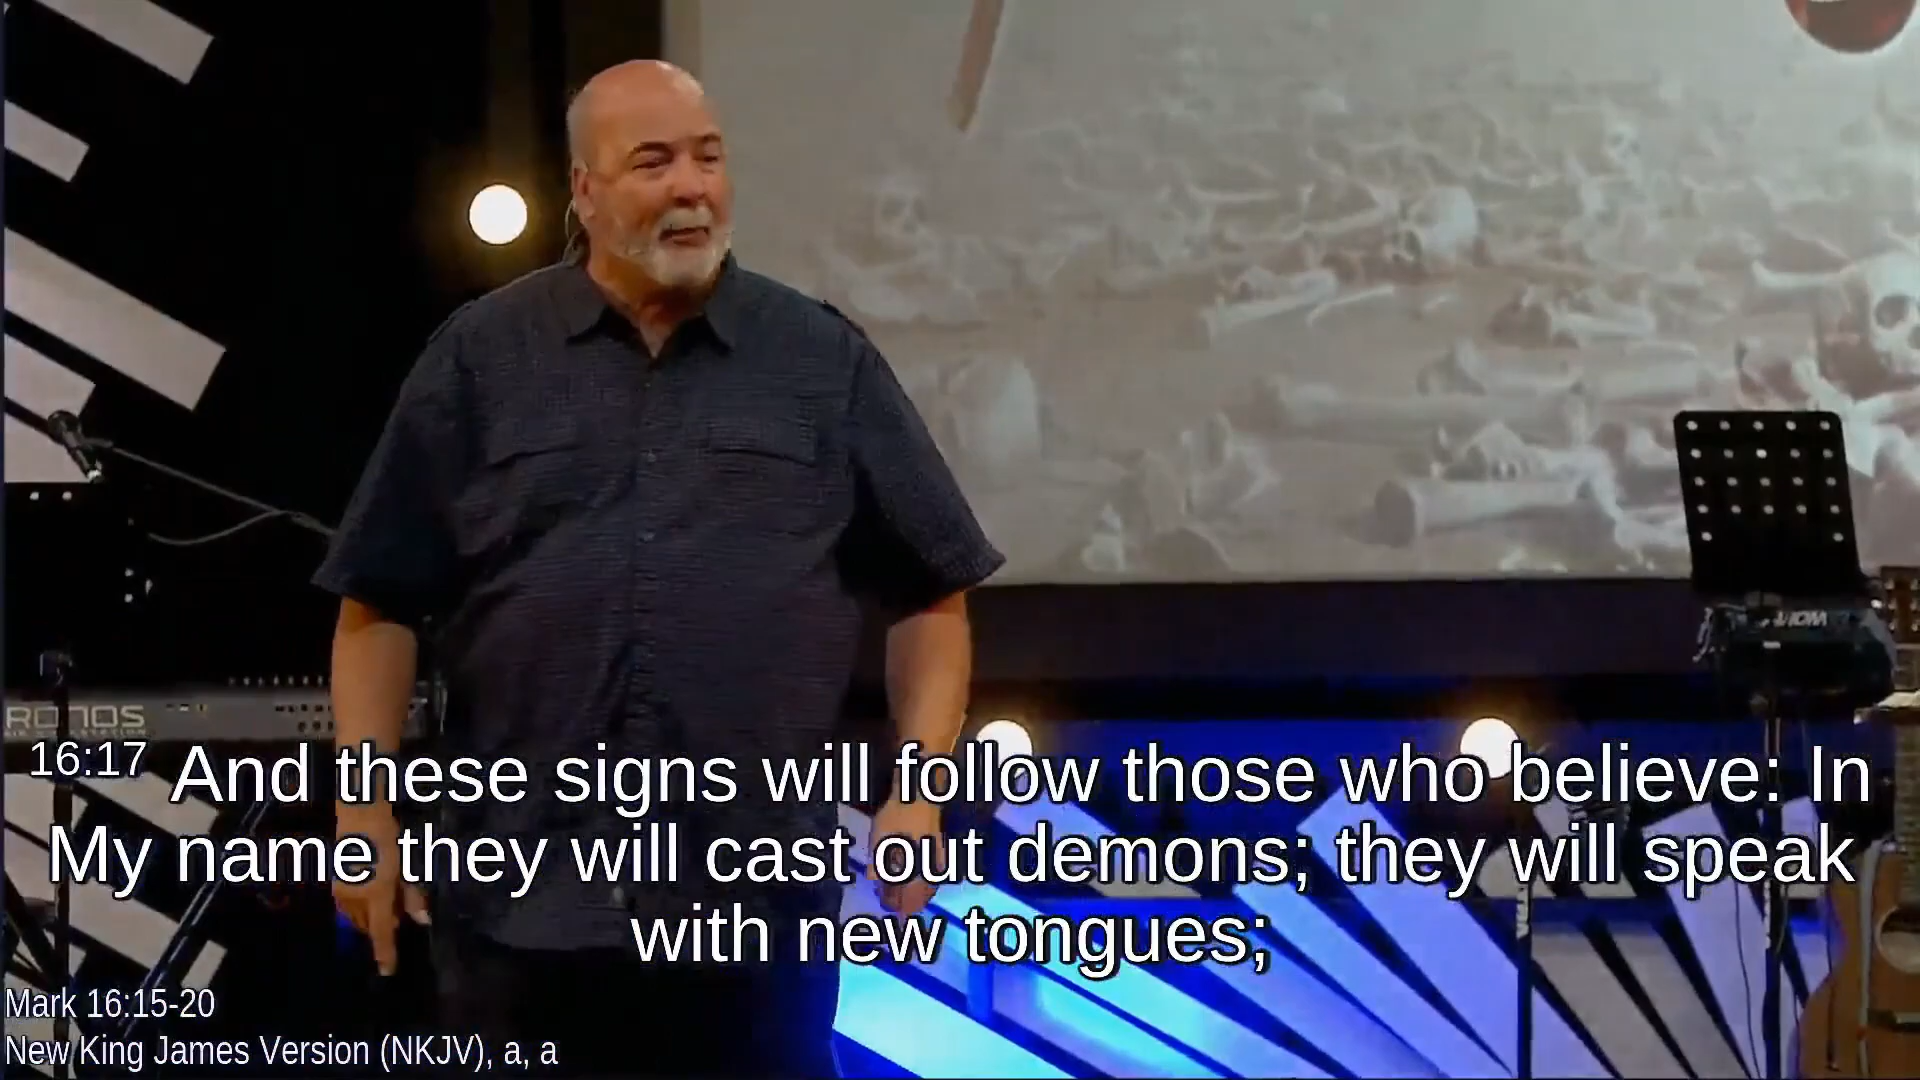 RONOS
16:17 And these signs will follow those who believe: In
My name they will cast out demons; they will speak
with new tongues;
Mark 16:15-20
New King James Version (NKJV), a, a